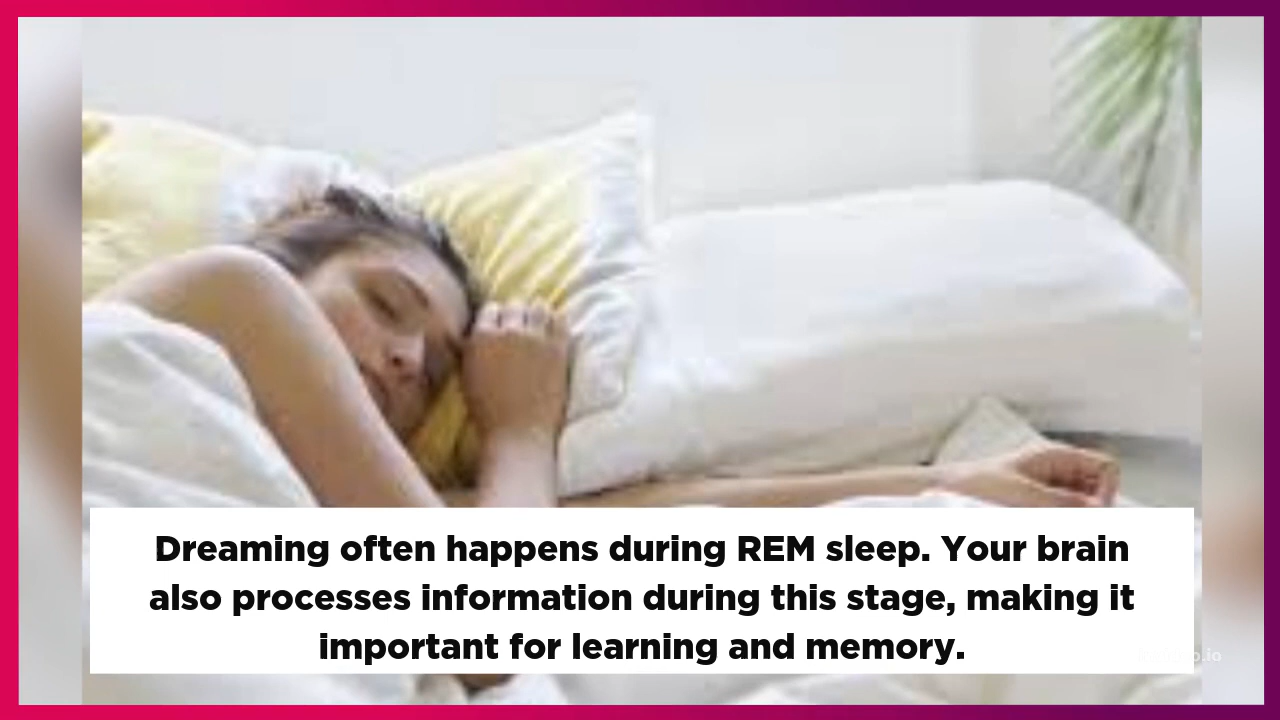 Dreaming often happens during REM sleep. Your brain
also processes information during this stage, making it
important for learning and memory.